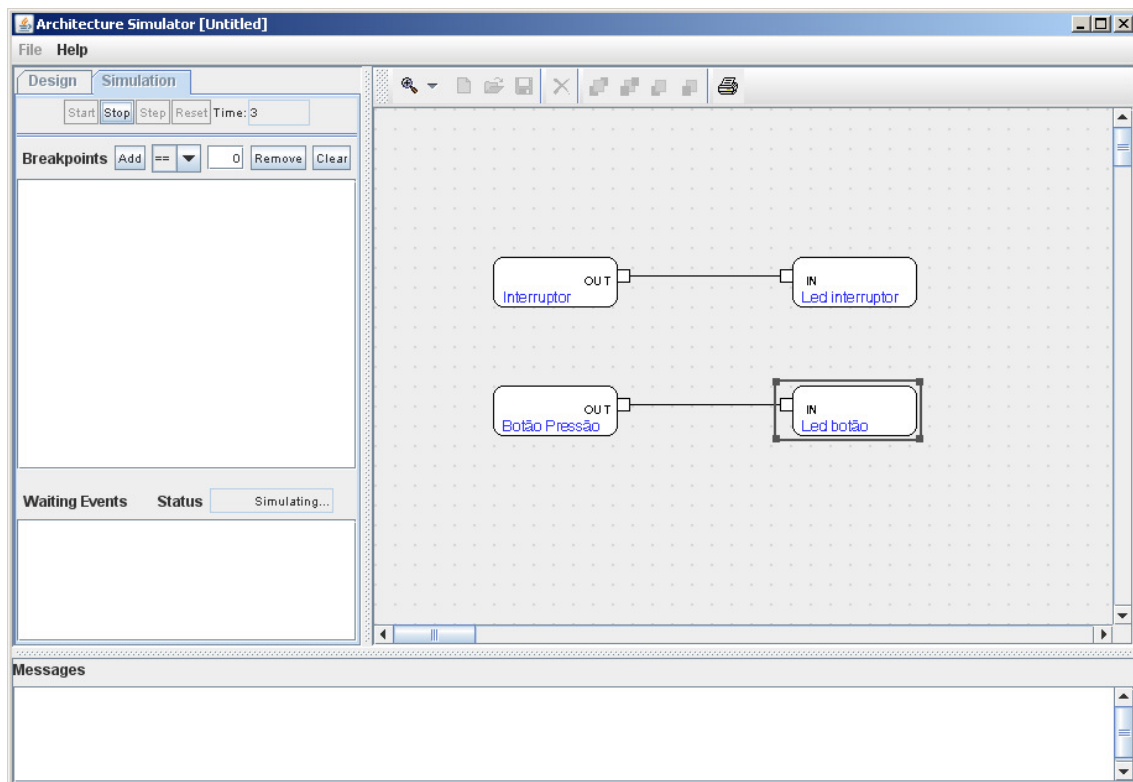 Architecture Simulator [Untitled]
File Help
Design Simulation
Start Stop Step Reset Time: 3
Breakpoints Add == 0 Remove Clear
OUT IN
Interruptor Led interruptor
OUT IN
Botão Pressão Led botão
Waiting Events Status Simulating...
Messages